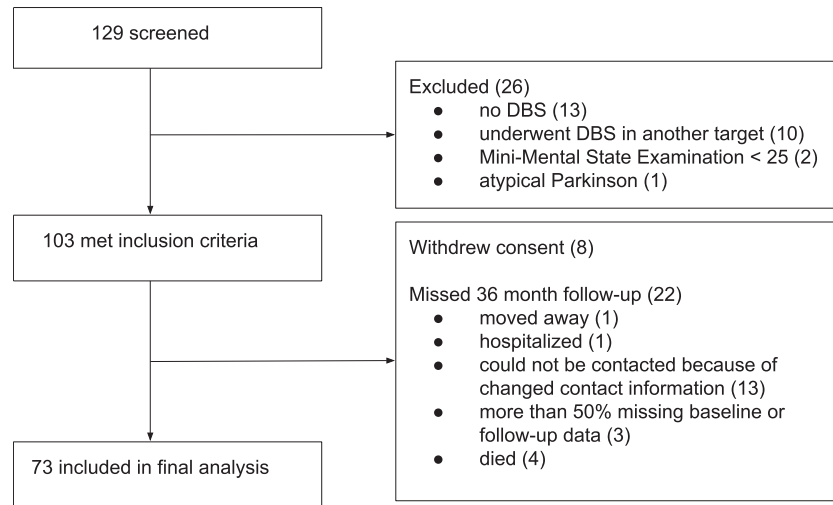 129 screened
Excluded (26)
● no DBS (13)
● underwent DBS in another target (10)
● Mini-Mental State Examination < 25 (2)
● atypical Parkinson (1)
103 met inclusion criteria
Withdrew consent (8)
Missed 36 month follow-up (22)
● moved away (1)
● hospitalized (1)
● could not be contacted because of
changed contact information (13)
● more than 50% missing baseline or
follow-up data (3)
● died (4)
73 included in final analysis